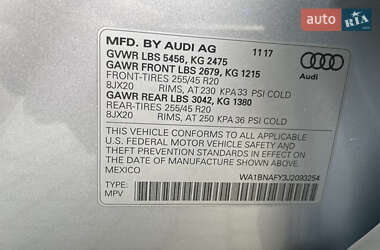 AUTO RIA
MFD. BY AUDI AG 11 17
GVWR LBS 5456, KG 2475
GAWR FRONT LBS 2679, KG 1215
FRONT-TIRES 255/45 R20
8JX20 RIMS, AT 230 KPA 33 PSI COLD
GAWR REAR LBS 3042, KG 1380
REAR-TIRES 255/45 R20
8JX20 RIMS, AT 250 KPA 36 PSI COLD
Audi
THIS VEHICLE CONFORMS TO ALL APPLICABLE
U.S. FEDERAL MOTOR VEHICLE SAFETY, BUMPER
AND THEFT PREVENTION STANDARDS IN EFFECT ON
THE DATE OF MANUFACTURE SHOWN ABOVE.
MEXICO
TYPE:
MPV
WA1BNAFY3J2093254